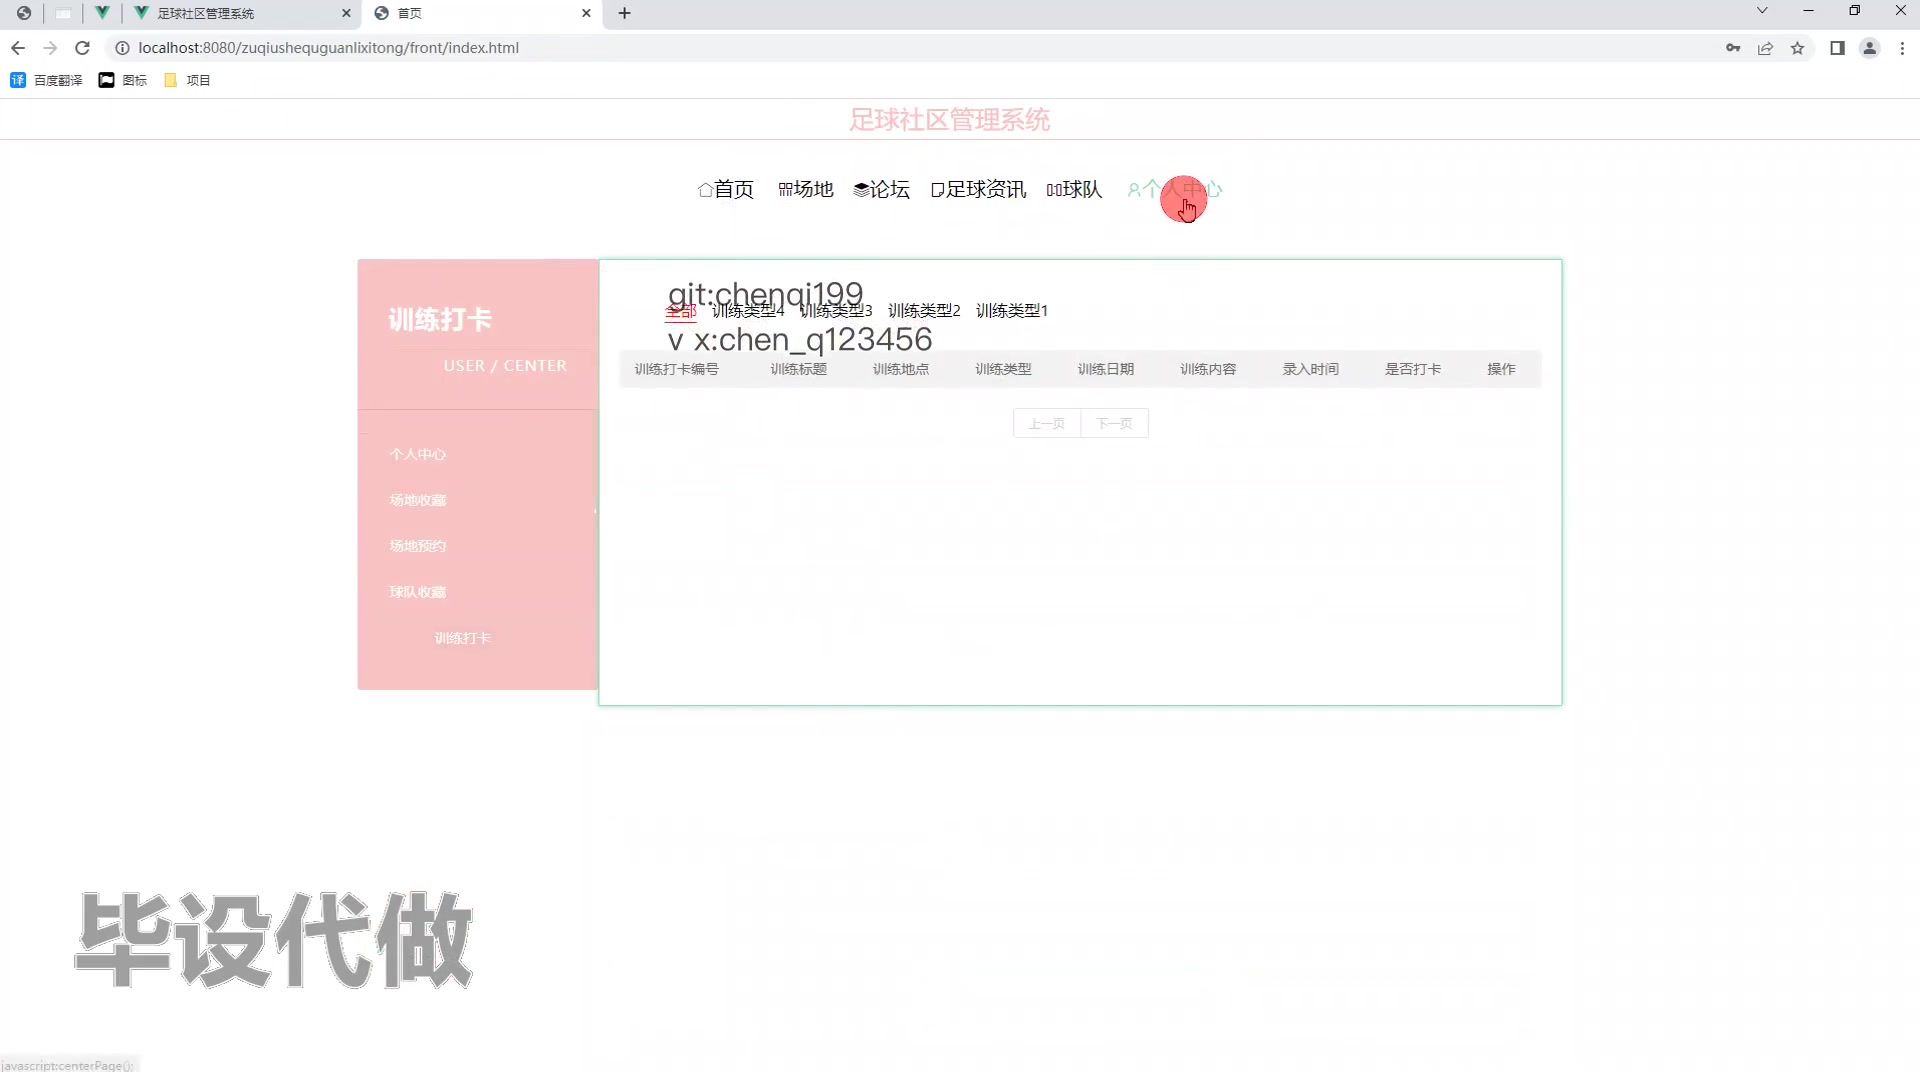 足球社区管理系统
首页
localhost:8080/zuqiushequguanlixitong/front/index.html
译 百度翻译 图标 项目
足球社区管理系统
首页 场地 论坛 足球资讯 球队 个人中心
训练打卡
USER / CENTER
个人中心
场地收藏
场地预约
球队收藏
训练打卡
git:chenqi199
全部 训练类型4 训练类型3 训练类型2 训练类型1
v x:chen_q123456
训练打卡编号 训练标题 训练地点 训练类型 训练日期 训练内容 录入时间 是否打卡 操作
上一页 下一页
毕设代做
javascript:centerPage();